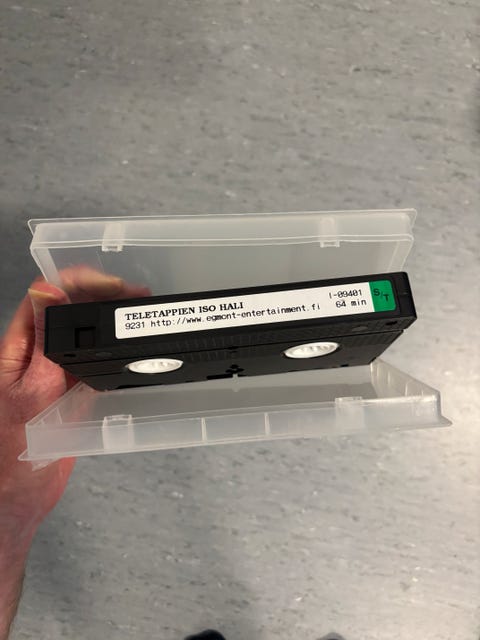 TELETAPPIEN ISO HALI
9231 http://www.egmont-entertainment.fi
I-09401
64 min
S/T